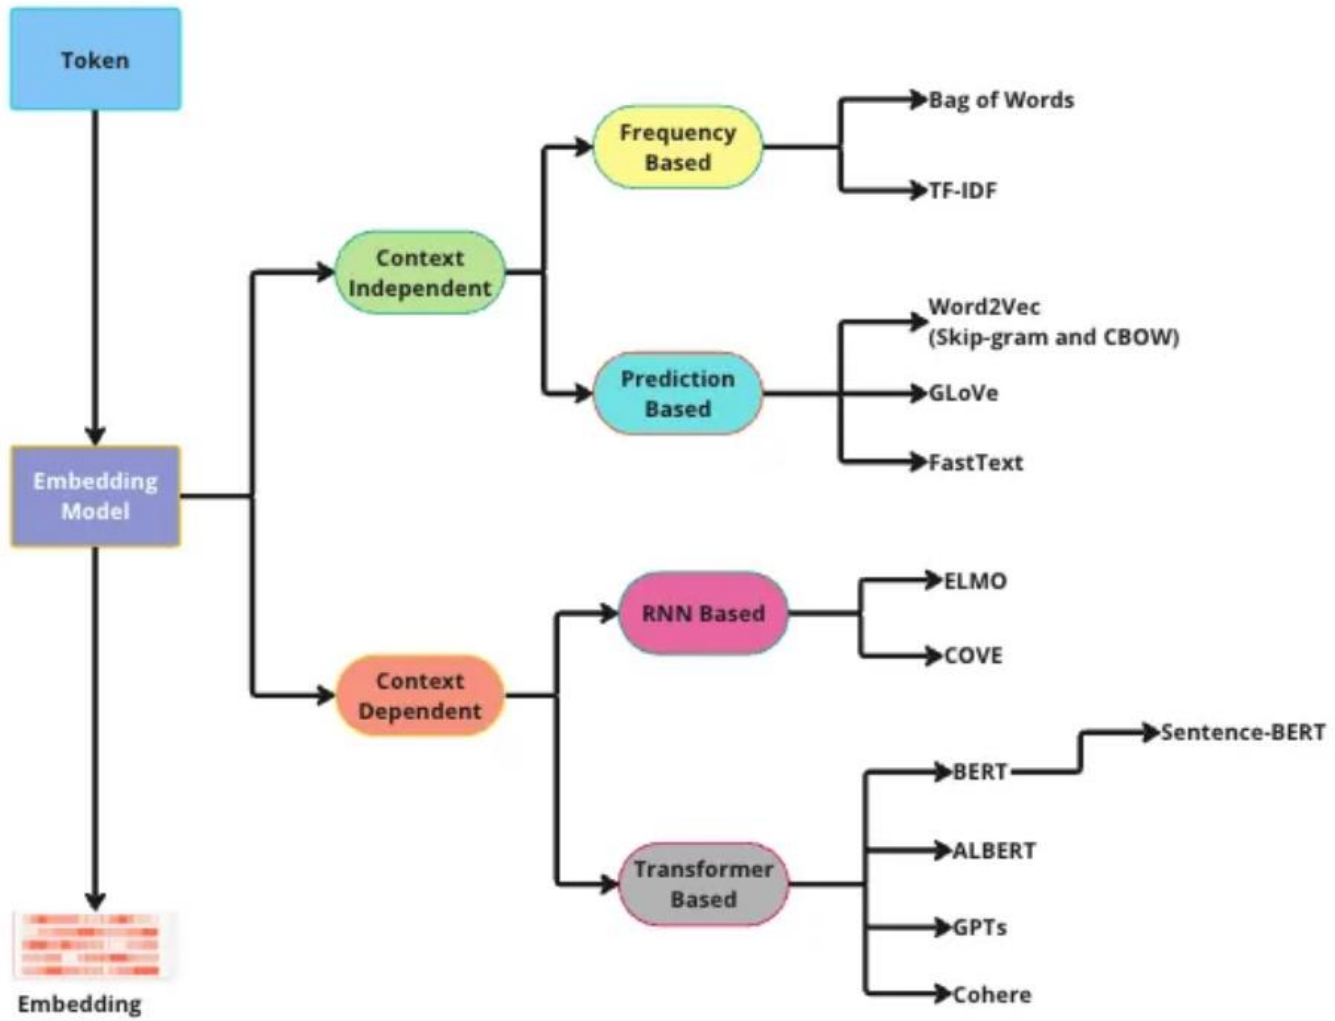 Token
Embedding
Model
Embedding
Context
Independent
Frequency
Based
Bag of Words
TF-IDF
Prediction
Based
Word2Vec
(Skip-gram and CBOW)
GLoVe
FastText
Context
Dependent
RNN Based
ELMO
COVE
Transformer
Based
BERT
Sentence-BERT
ALBERT
GPTs
Cohere